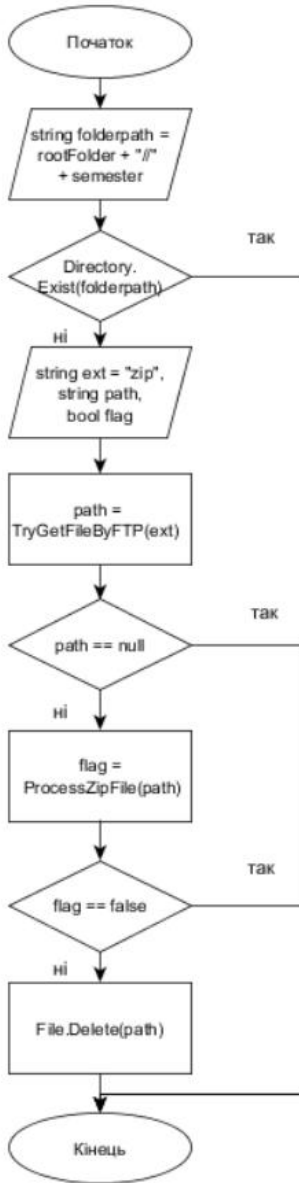 Початок
string folderpath =
rootFolder + "//"
+ semester
так
Directory.
Exist(folderpath)
ні
string ext = "zip",
string path,
bool flag
path =
TryGetFileByFTP(ext)
так
path == null
ні
flag =
ProcessZipFile(path)
так
flag == false
ні
File.Delete(path)
Кінець